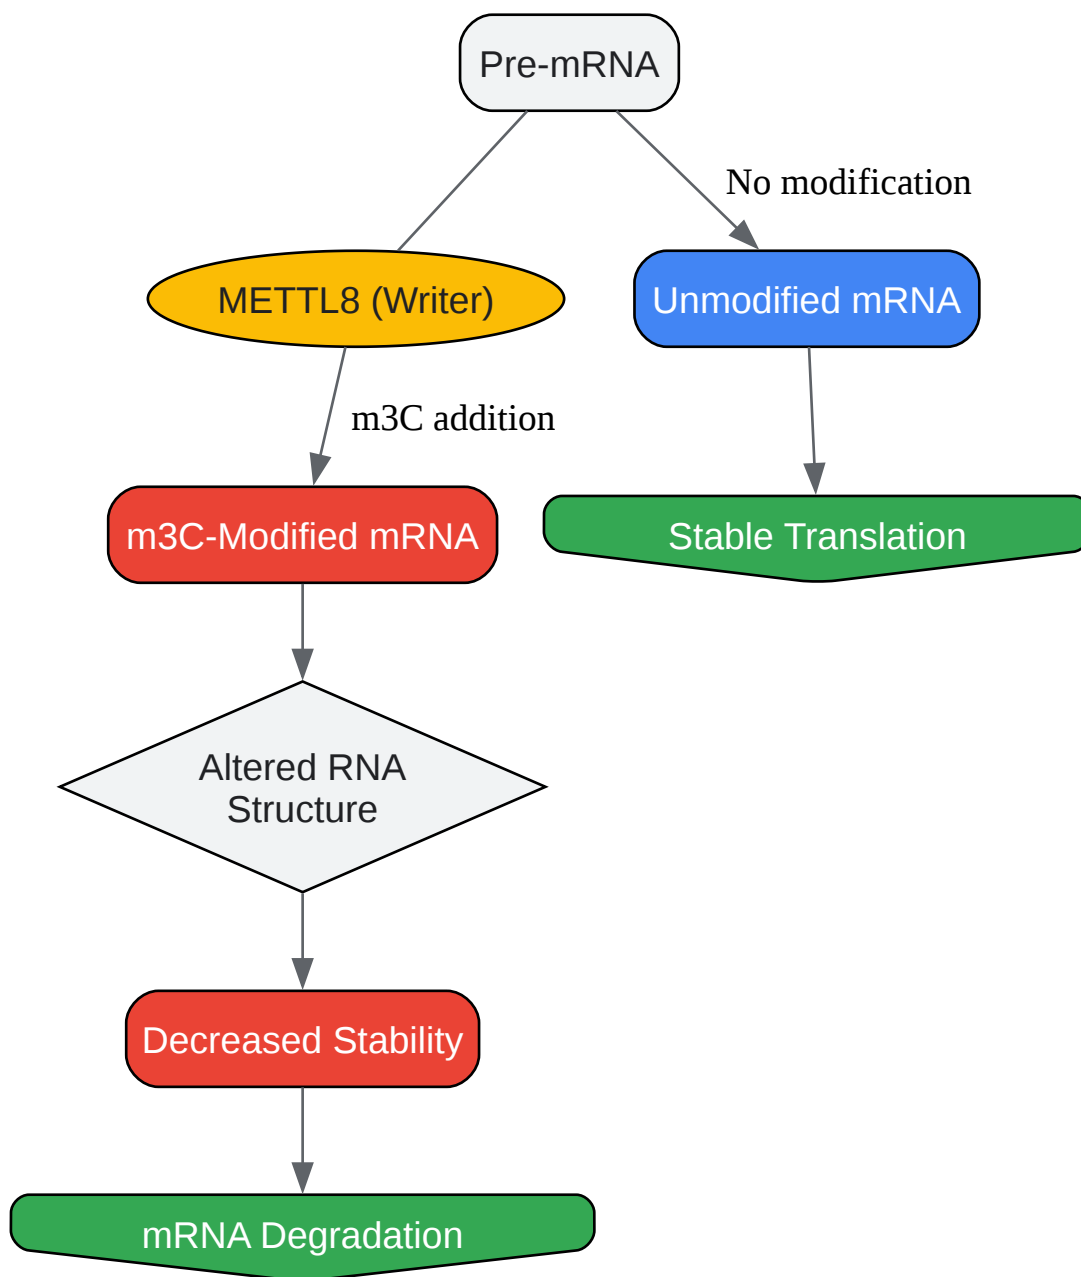 Pre-mRNA
No modification
METTL8 (Writer)
Unmodified mRNA
m3C addition
m3C-Modified mRNA
Stable Translation
Altered RNA
Structure
Decreased Stability
mRNA Degradation